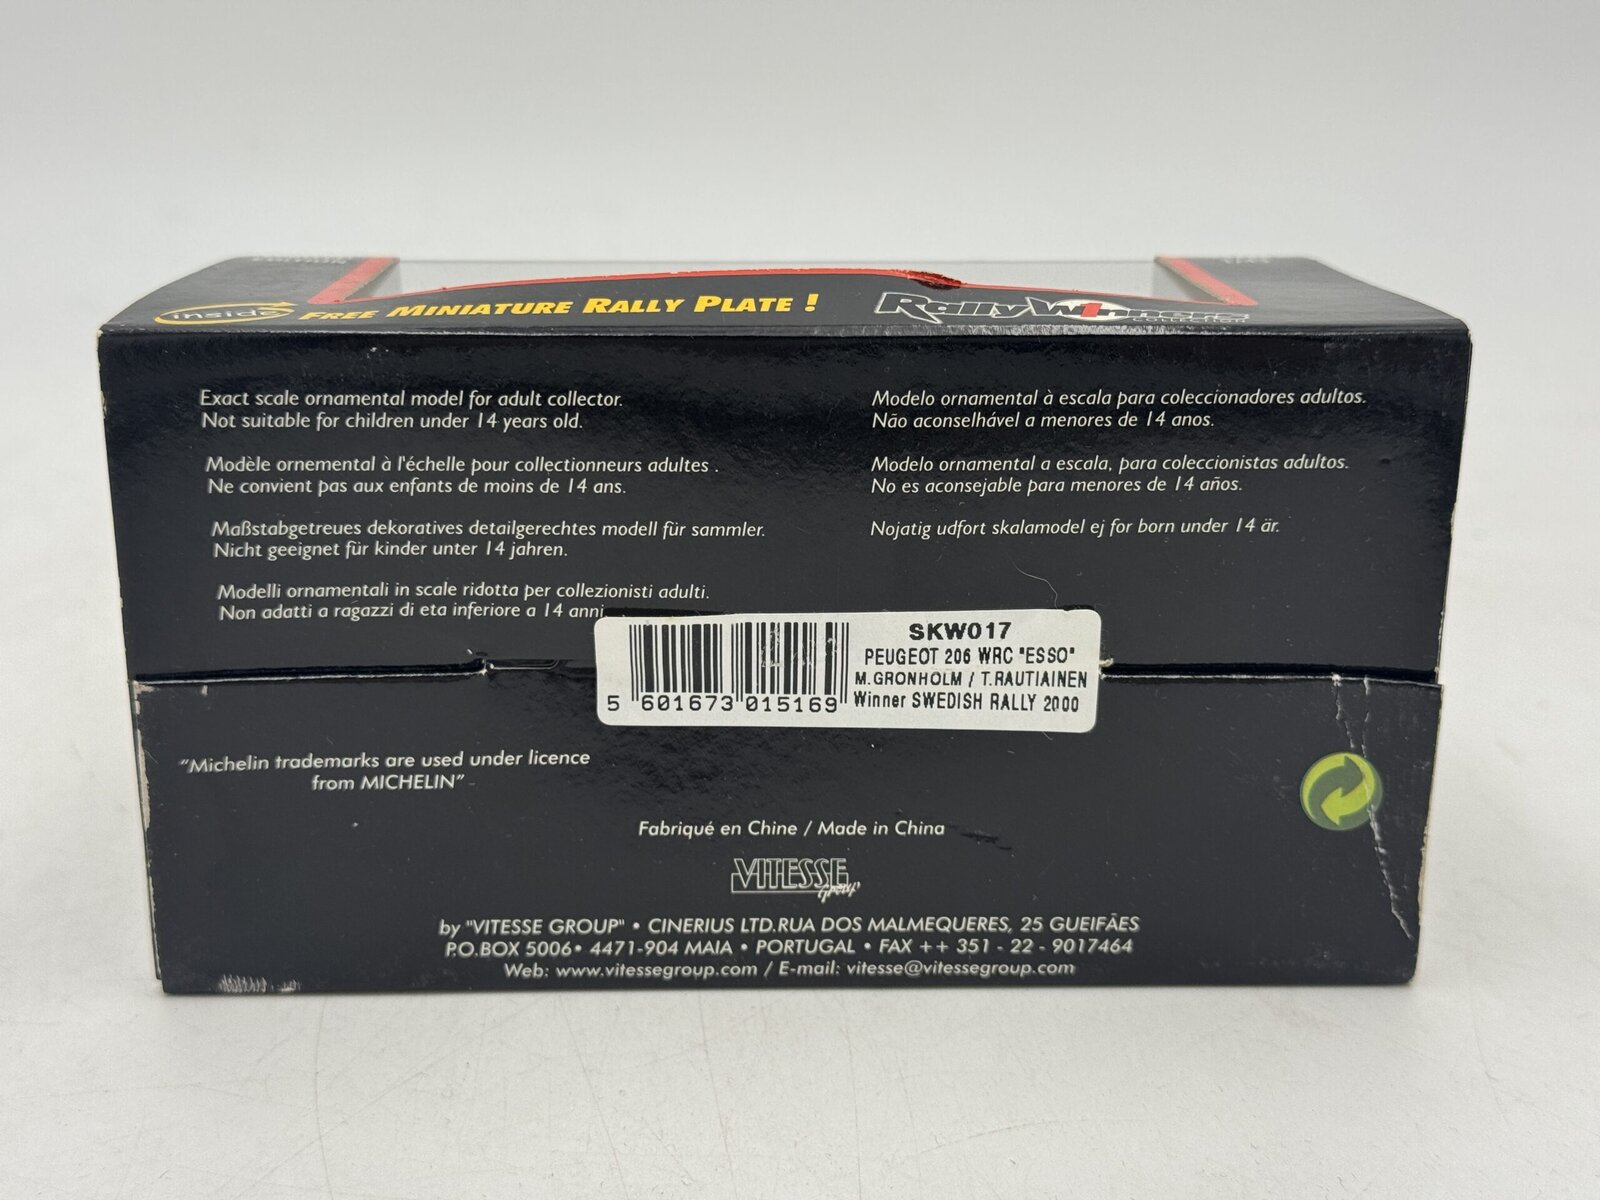 inside FREE MINIATURE RALLY PLATE !
Rally Winners
COLLECTION
Exact scale ornamental model for adult collector.
Not suitable for children under 14 years old.
Modèle ornemental à l'échelle pour collectionneurs adultes .
Ne convient pas aux enfants de moins de 14 ans.
Maßstabgetreues dekoratives detailgerechtes modell für sammler.
Nicht geeignet für kinder unter 14 jahren.
Modelli ornamentali in scale ridotta per collezionisti adulti.
Non adatti a ragazzi di eta inferiore a 14 anni
Modelo ornamental à escala para coleccionadores adultos.
Não aconselhável a menores de 14 anos.
Modelo ornamental a escala, para coleccionistas adultos.
No es aconsejable para menores de 14 años.
Nojatig udfort skalamodel ej for born under 14 är.
SKW017
PEUGEOT 206 WRC "ESSO"
M.GRONHOLM / T.RAUTIAINEN
Winner SWEDISH RALLY 2000
5 601673 015169
"Michelin trademarks are used under licence
from MICHELIN"
Fabriqué en Chine / Made in China
VITESSE
Group
by "VITESSE GROUP" • CINERIUS LTD.RUA DOS MALMEQUERES, 25 GUEIFÃES
P.O.BOX 5006• 4471-904 MAIA • PORTUGAL • FAX ++ 351 - 22 - 9017464
Web: www.vitessegroup.com / E-mail: vitesse@vitessegroup.com